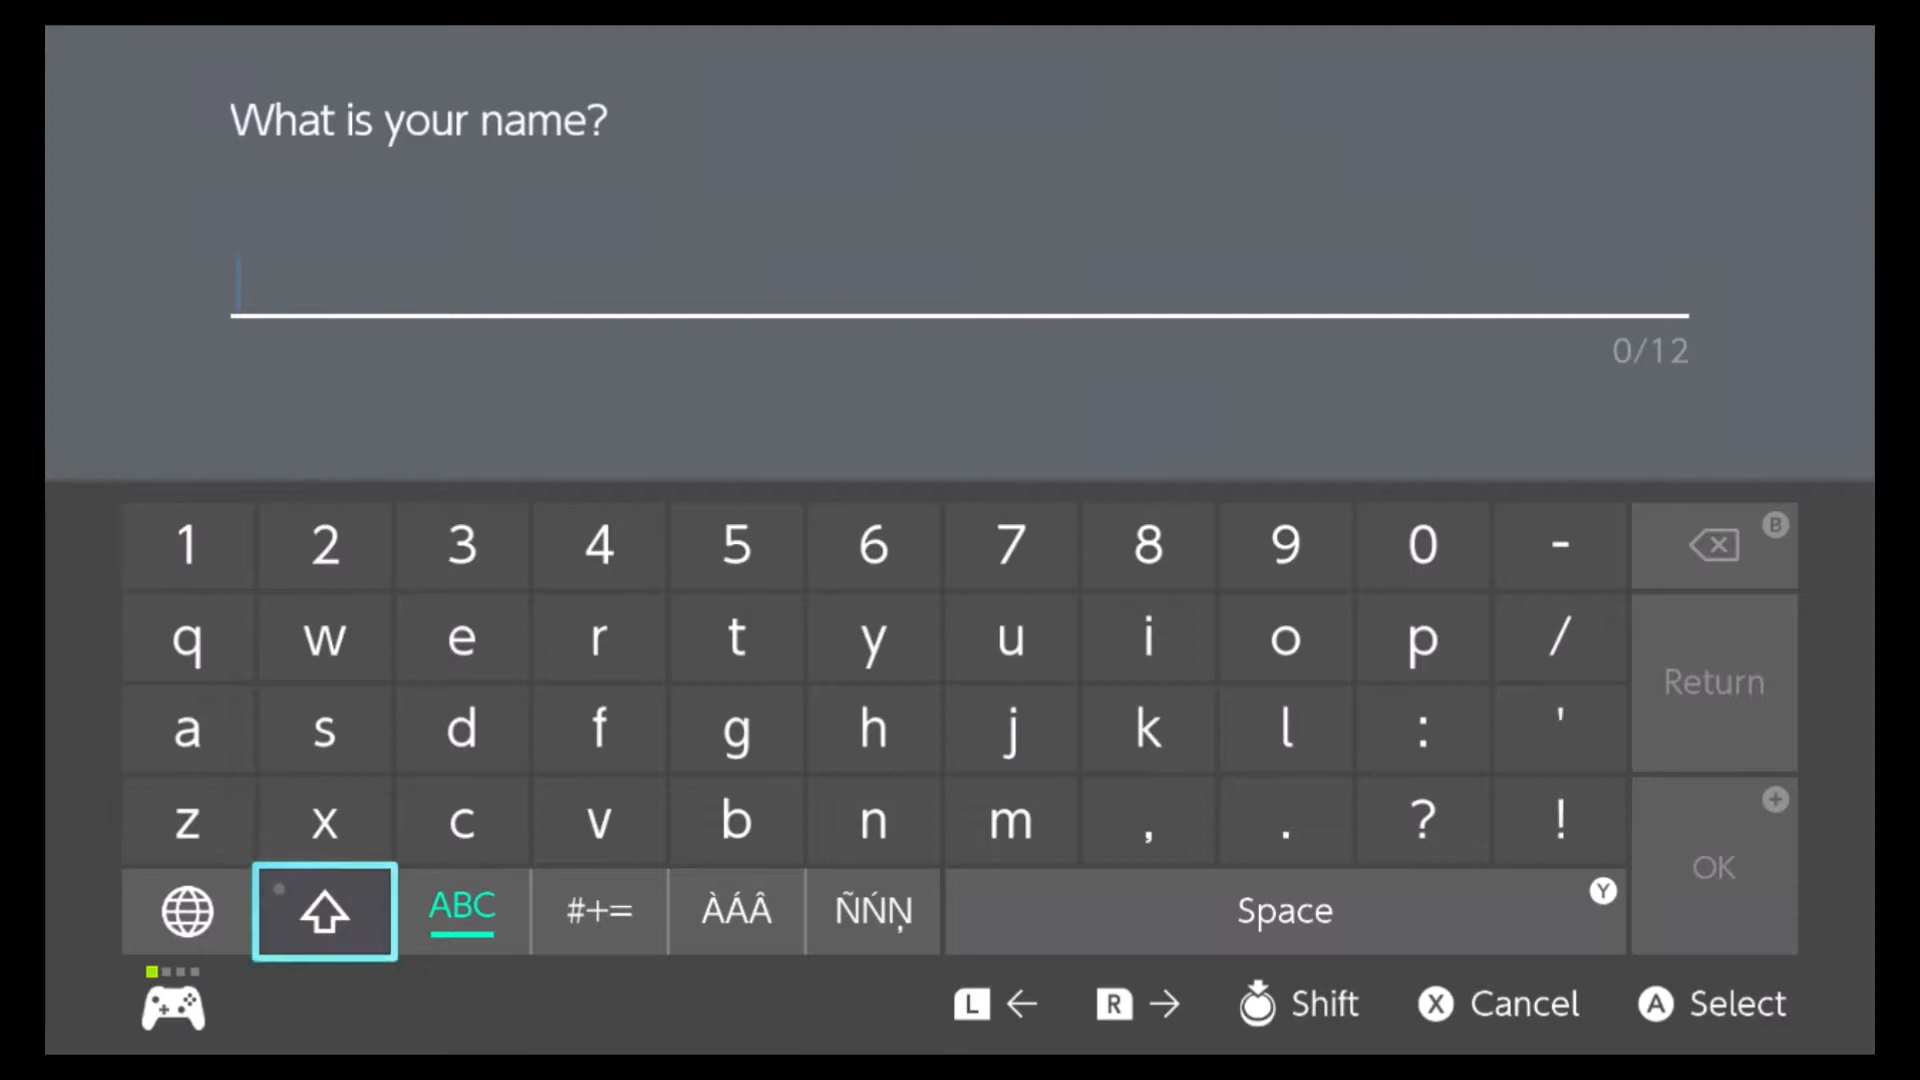 What is your name?
0/12
1 2 3 4 5 6 7 8 9 0 - B
q w e r t y u i o p /
Return
a s d f g h j k l : '
z x c v b n m , . ? !
OK
ABC #+= ÀÁÂ ÑŃŅ Space Y
L ← R → Shift X Cancel A Select